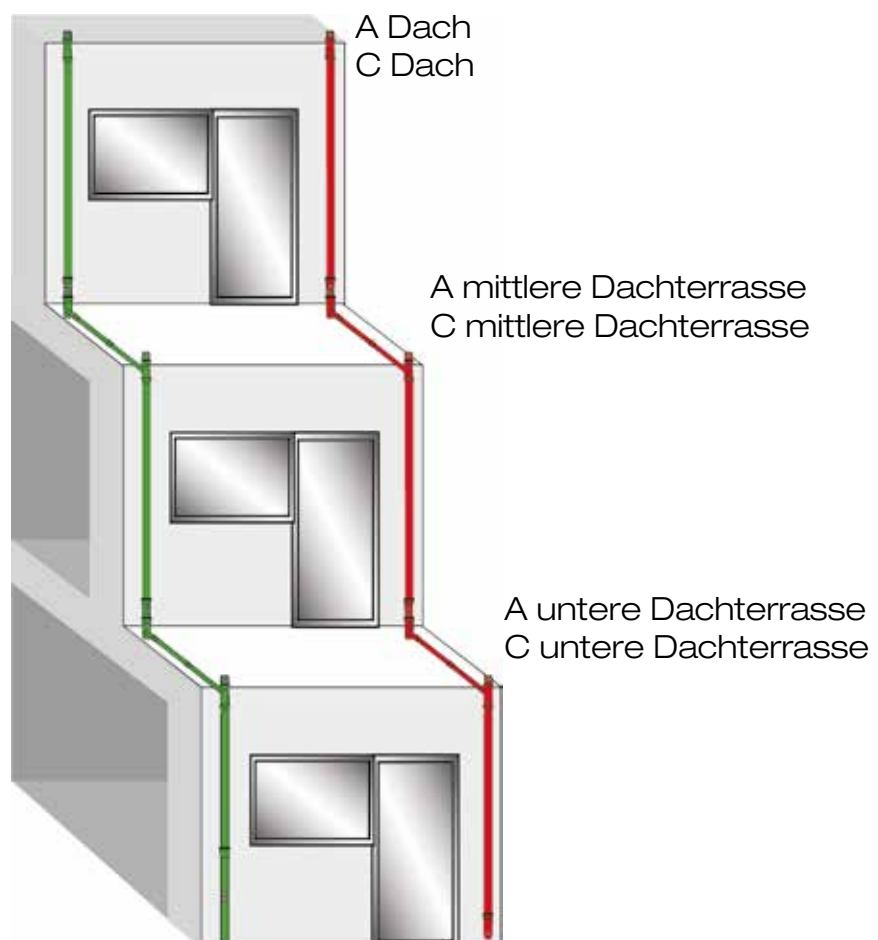 A Dach
C Dach
A mittlere Dachterrasse
C mittlere Dachterrasse
A untere Dachterrasse
C untere Dachterrasse